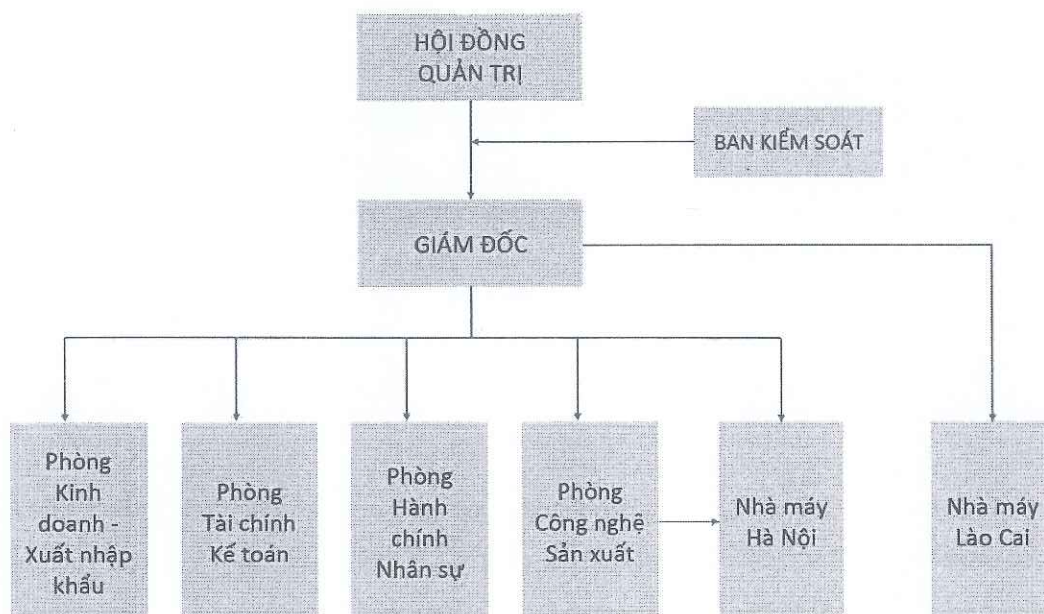 HỘI ĐỒNG
QUẢN TRỊ
BAN KIỂM SOÁT
GIÁM ĐỐC
Phòng
Kinh
doanh -
Xuất nhập
khẩu
Phòng
Tài chính
Kế toán
Phòng
Hành
chính
Nhân sự
Phòng
Công nghệ
Sản xuất
Nhà máy
Hà Nội
Nhà máy
Lào Cai